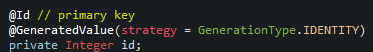 @Id // primary key
@GeneratedValue(strategy = GenerationType.IDENTITY)
private Integer id;